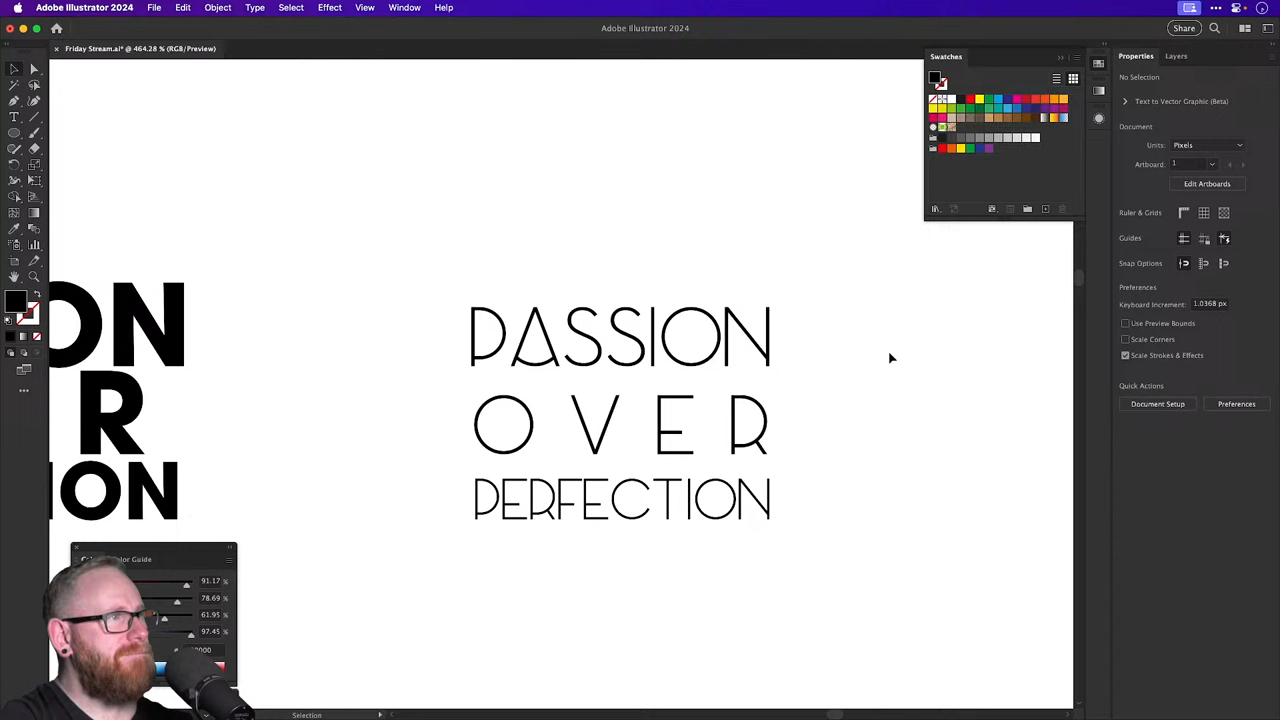 Adobe Illustrator 2024 File Edit Object Type Select Effect View Window Help
Adobe Illustrator 2024
Share
× Friday Stream.ai* @ 464.28 % (RGB/Preview)
Swatches
Properties Layers
No Selection
Text to Vector Graphic (Beta)
Document
Units: Pixels
Artboard: 1
Edit Artboards
Ruler & Grids
Guides
Snap Options
Preferences
Keyboard Increment: 1.0368 px
Use Preview Bounds
Scale Corners
Scale Strokes & Effects
Quick Actions
Document Setup Preferences
ON
R
ION
PASSION
OVER
PERFECTION
Color Guide
91.17 %
78.69 %
61.95 %
97.45 %
Selection